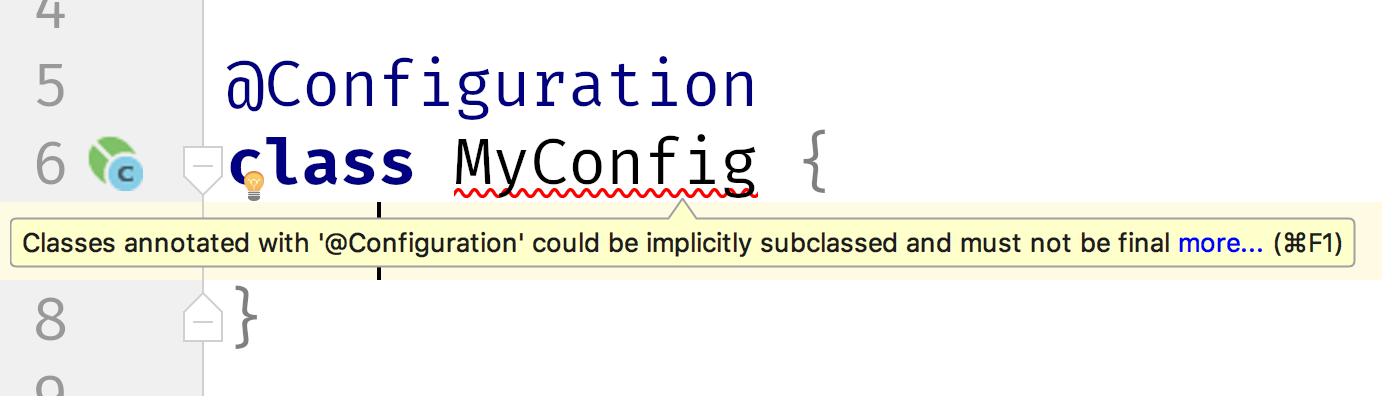 4
5 @Configuration
6 C class MyConfig {
Classes annotated with '@Configuration' could be implicitly subclassed and must not be final more... (⌘F1)
8 }
9